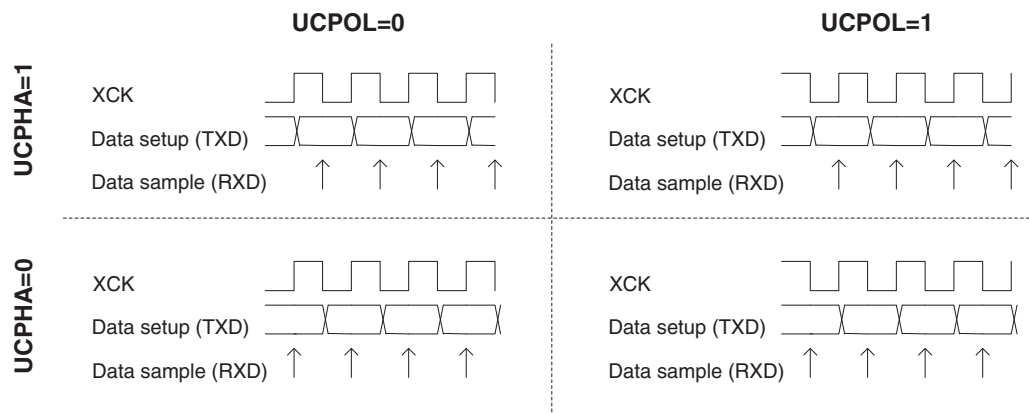 UCPOL=0
UCPOL=1
UCPHA=1
XCK
Data setup (TXD)
Data sample (RXD)
XCK
Data setup (TXD)
Data sample (RXD)
UCPHA=0
XCK
Data setup (TXD)
Data sample (RXD)
XCK
Data setup (TXD)
Data sample (RXD)